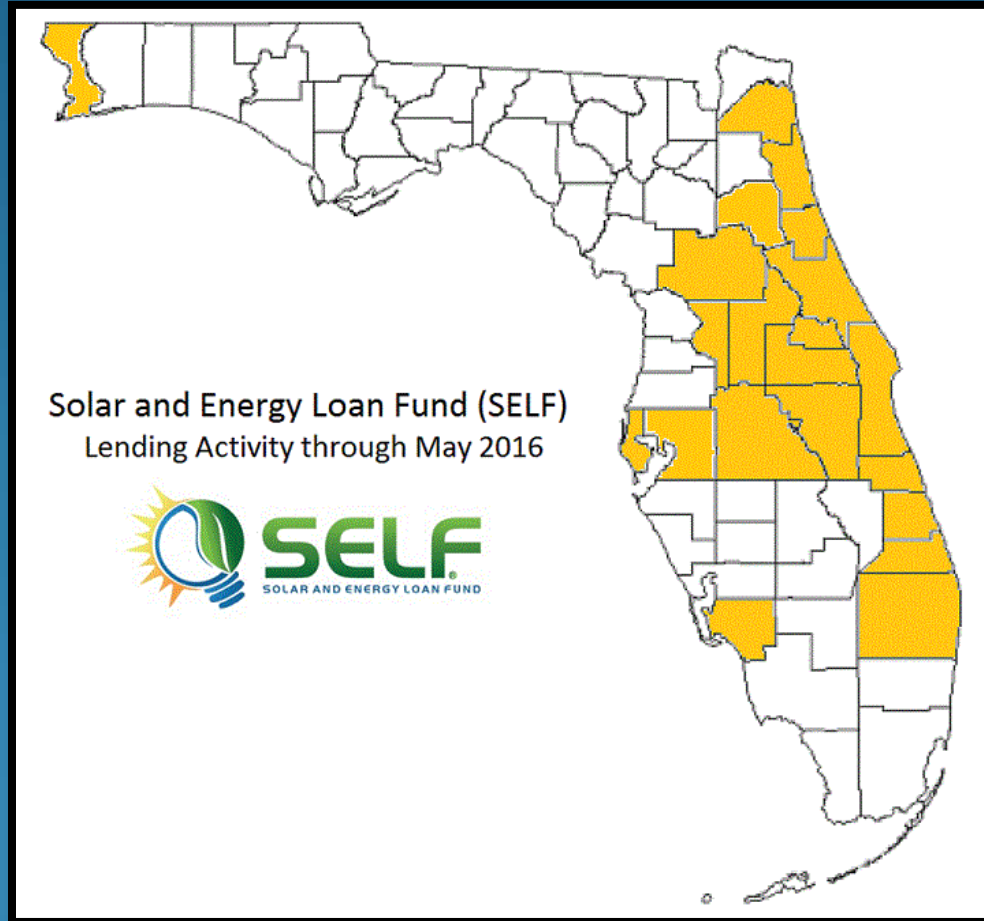 Solar and Energy Loan Fund (SELF)
Lending Activity through May 2016
SELF®
SOLAR AND ENERGY LOAN FUND